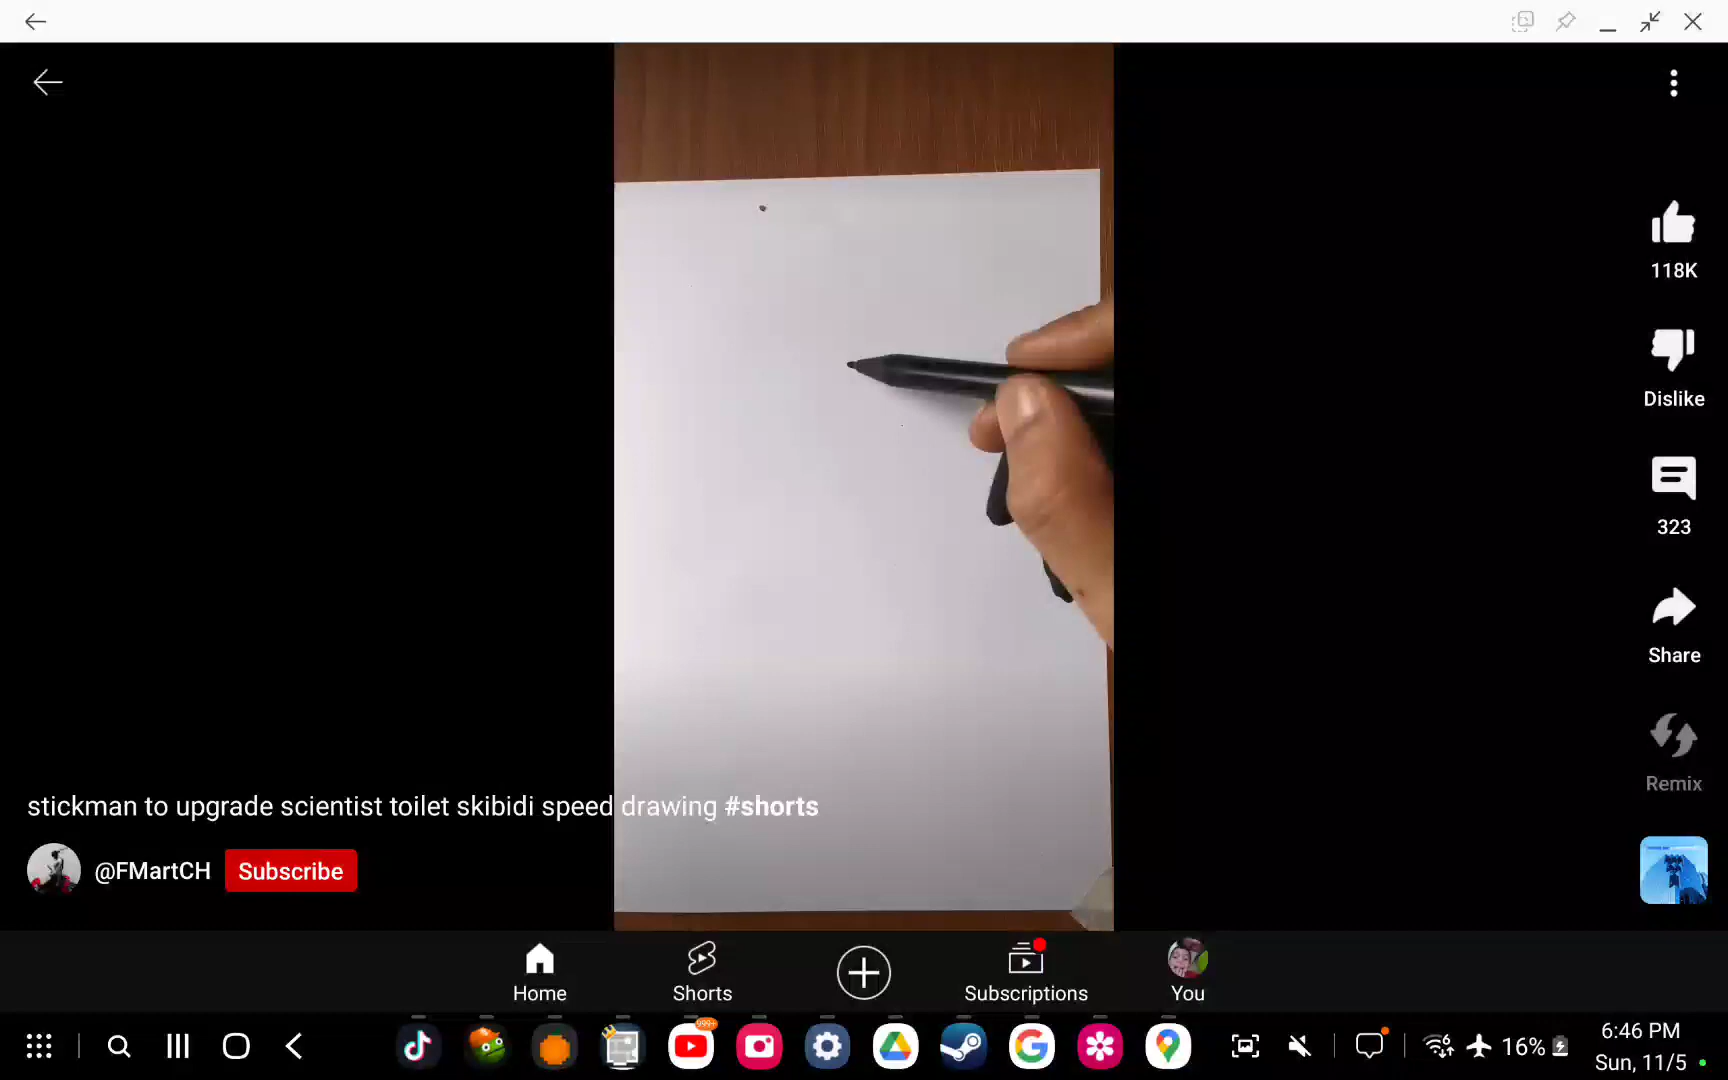 118K
Dislike
323
Share
Remix
stickman to upgrade scientist toilet skibidi speed drawing #shorts
@FMartCH
Subscribe
Home
Shorts
Subscriptions
You
999+
16%
6:46 PM
Sun, 11/5